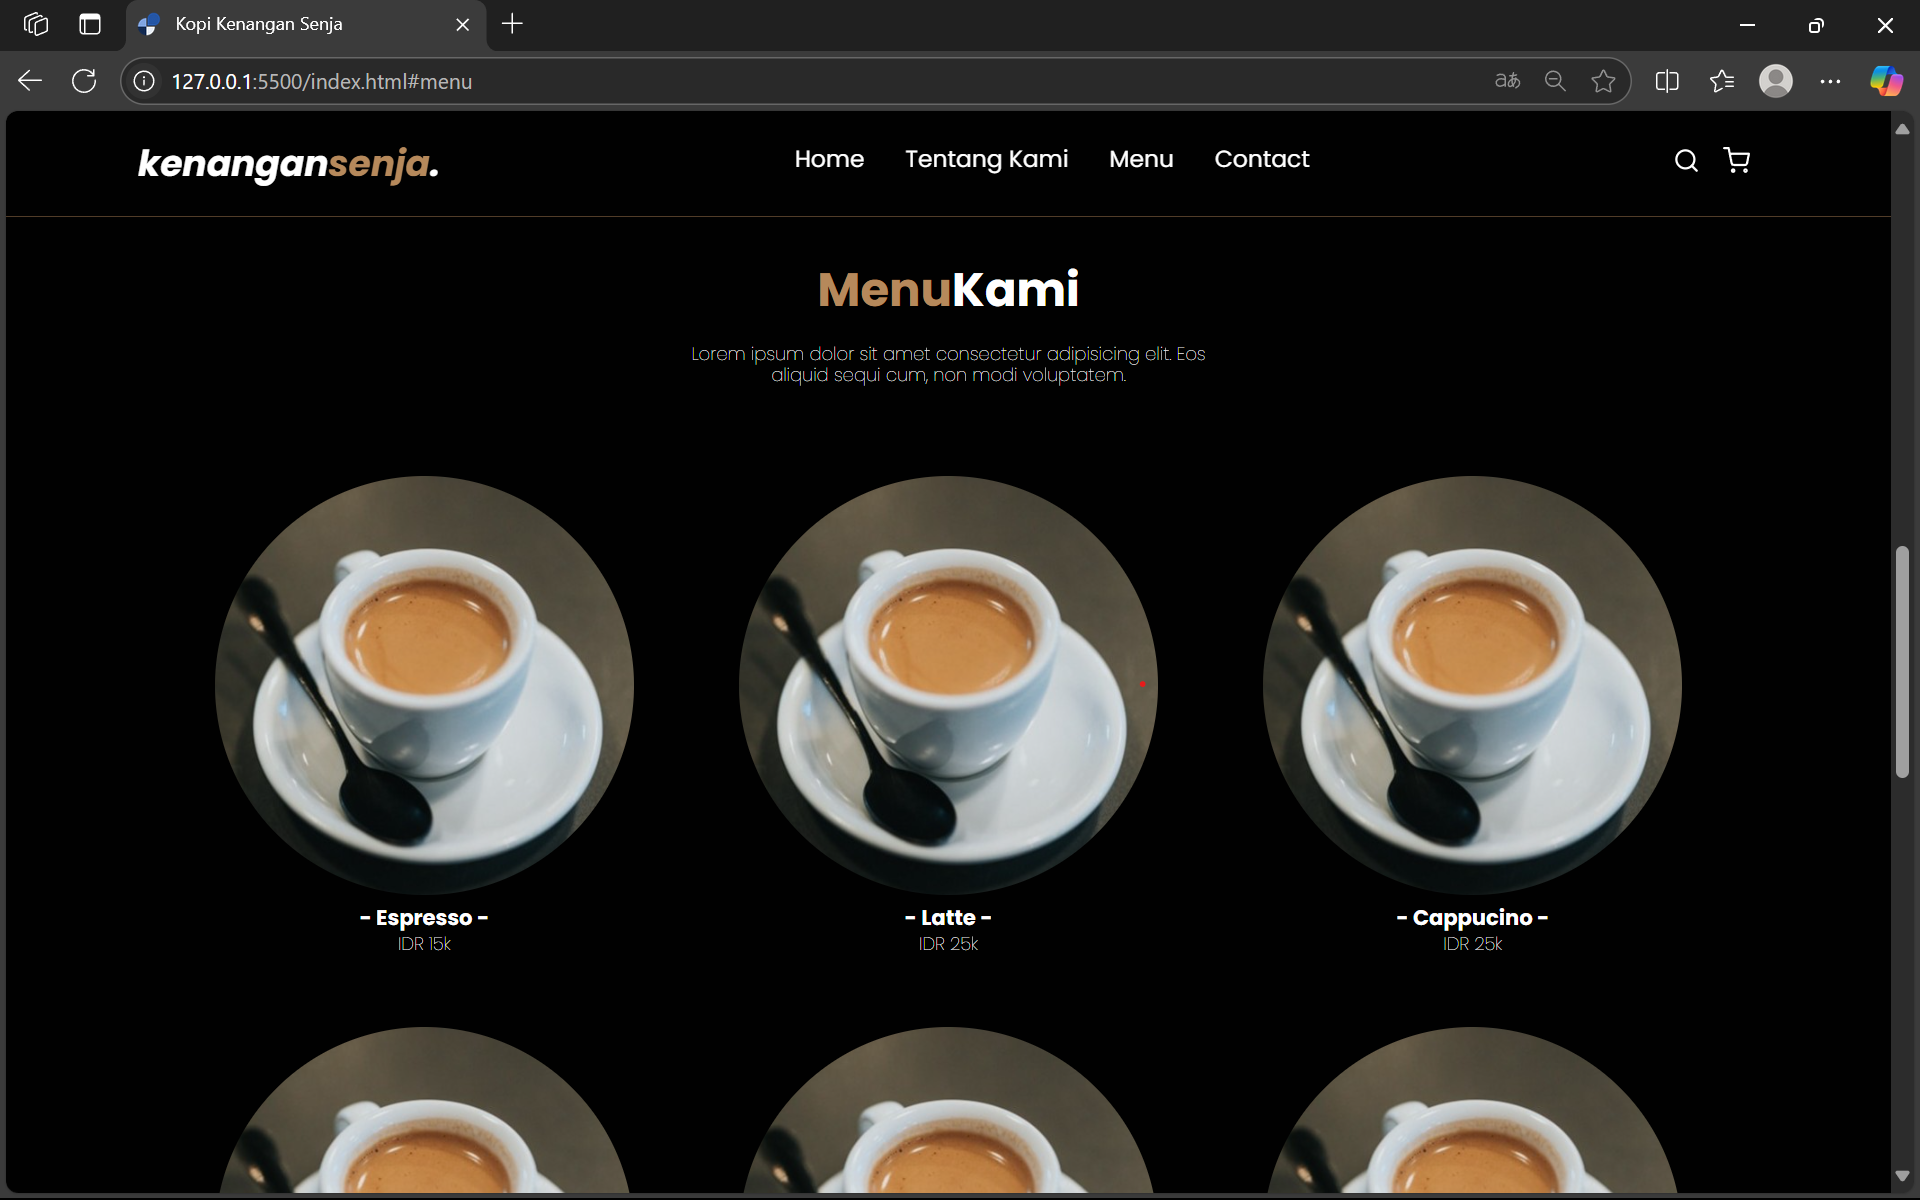 Kopi Kenangan Senja
127.0.0.1:5500/index.html#menu
aあ
kenangansenja.
Home Tentang Kami Menu Contact
MenuKami
Lorem ipsum dolor sit amet consectetur adipisicing elit. Eos
aliquid sequi cum, non modi voluptatem.
- Espresso -
IDR 15k
- Latte -
IDR 25k
- Cappucino -
IDR 25k